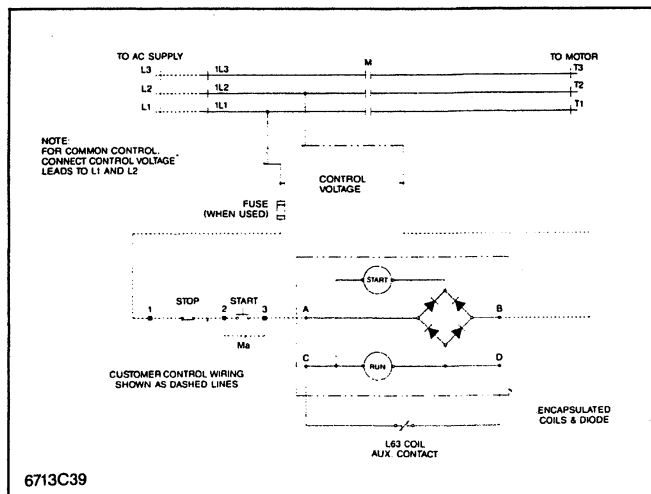 TO AC SUPPLY
M
TO MOTOR
L3
1L3
T3
L2
1L2
T2
L1
1L1
T1
NOTE:
FOR COMMON CONTROL.
CONNECT CONTROL VOLTAGE
LEADS TO L1 AND L2
CONTROL
VOLTAGE
FUSE
(WHEN USED)
START
STOP
START
1
2
3
A
B
Ma
C
RUN
D
CUSTOMER CONTROL WIRING
SHOWN AS DASHED LINES
ENCAPSULATED
COILS & DIODE
L63 COIL
AUX. CONTACT
6713C39